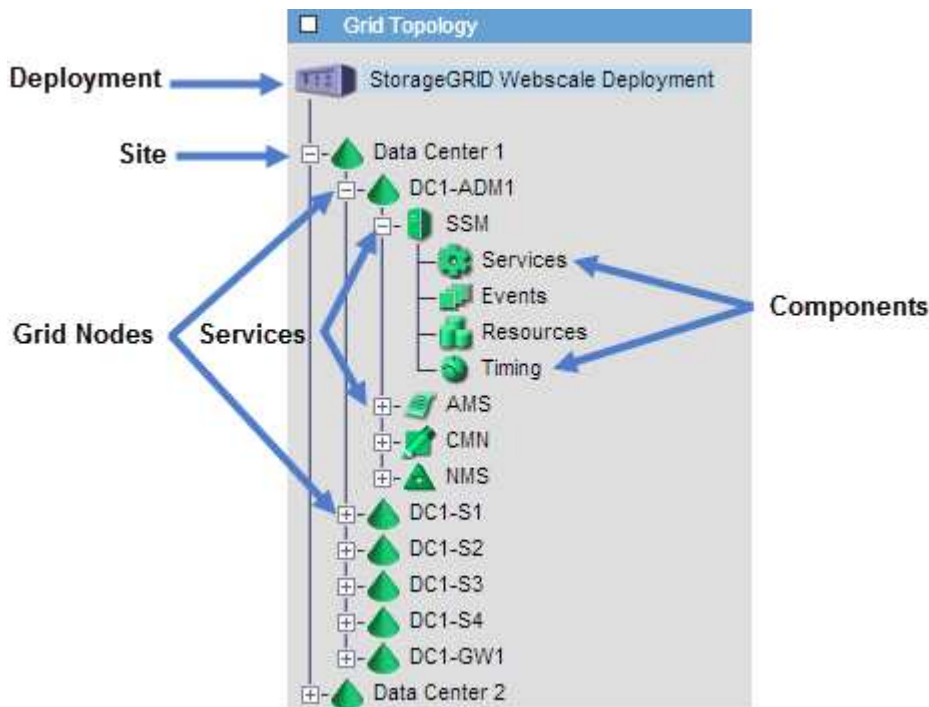 Grid Topology
Deployment
StorageGRID Webscale Deployment
Site
Data Center 1
DC1-ADM1
SSM
Services
Events
Components
Grid Nodes
Services
Resources
Timing
AMS
CMN
NMS
DC1-S1
DC1-S2
DC1-S3
DC1-S4
DC1-GW1
Data Center 2